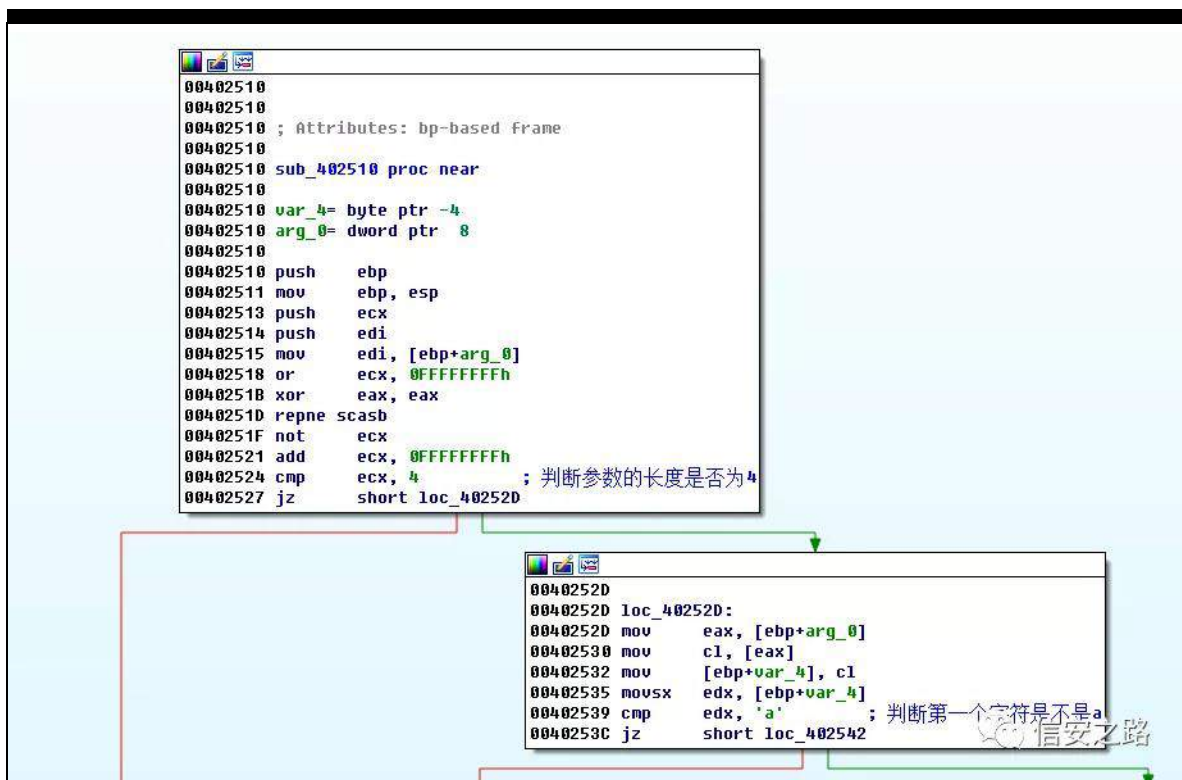 00402510
00402510
00402510 ; Attributes: bp-based frame
00402510
00402510 sub_402510 proc near
00402510
00402510 var_4= byte ptr -4
00402510 arg_0= dword ptr  8
00402510
00402510 push    ebp
00402511 mov     ebp, esp
00402513 push    ecx
00402514 push    edi
00402515 mov     edi, [ebp+arg_0]
00402518 or      ecx, 0FFFFFFFFh
0040251B xor     eax, eax
0040251D repne scasb
0040251F not     ecx
00402521 add     ecx, 0FFFFFFFFh
00402524 cmp     ecx, 4          ; 判断参数的长度是否为4
00402527 jz      short loc_40252D
0040252D
0040252D loc_40252D:
0040252D mov     eax, [ebp+arg_0]
00402530 mov     cl, [eax]
00402532 mov     [ebp+var_4], cl
00402535 movsx   edx, [ebp+var_4]
00402539 cmp     edx, 'a'        ; 判断第一个字符是不是a
0040253C jz      short loc_402542
信安之路